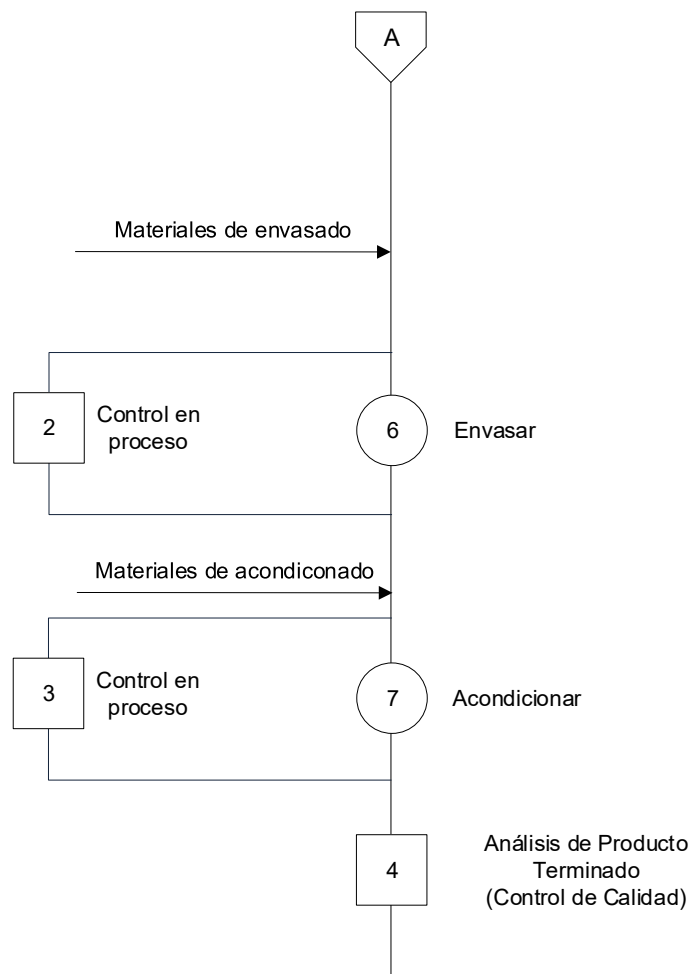 A
Materiales de envasado
2
Control en
proceso
6
Envasar
Materiales de acondiconado
3
Control en
proceso
7
Acondicionar
4
Análisis de Producto
Terminado
(Control de Calidad)